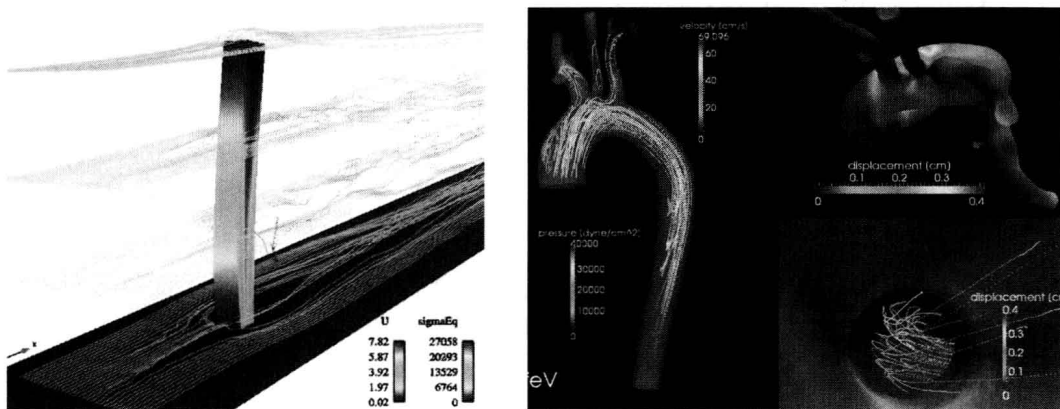 x
U sigmaEq
7.82 27058
5.87 20293
3.92 13529
1.97 6764
0.02 0
velocity (cm/s)
69.096
60
40
20
0
pressure (dyne/cm^2)
40000
30000
20000
10000
0
feV
displacement (cm)
0.1 0.2 0.3
0 0.4
displacement (c
0.4
0.3
0.2
0.1
0